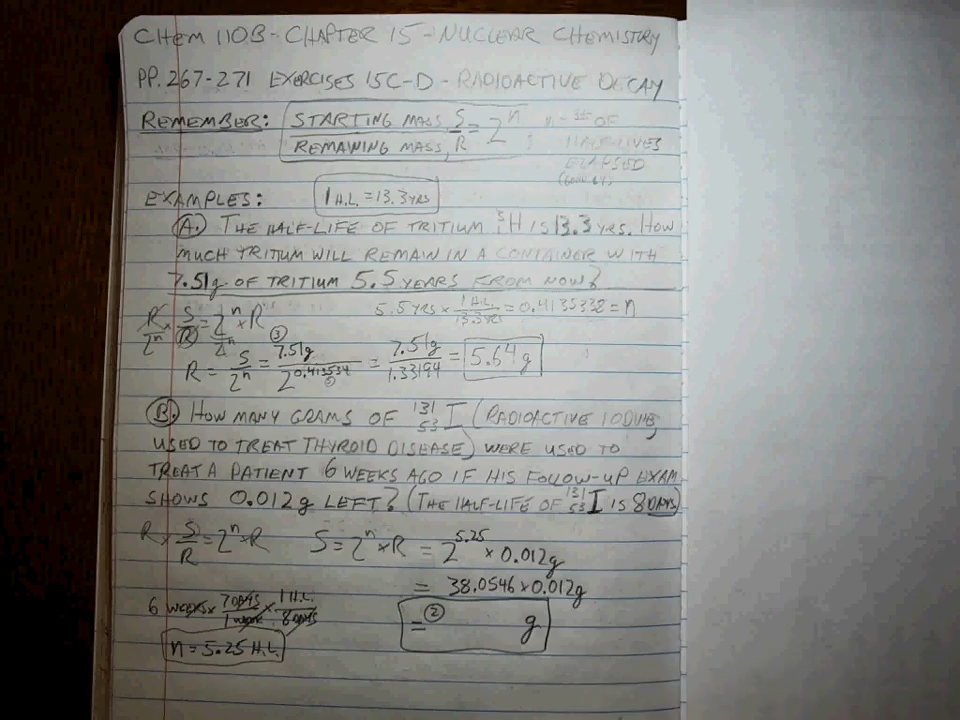 CHEM 110B - CHAPTER 15 - NUCLEAR CHEMISTRY
PP. 267-271 EXERCISES 15C-D - RADIOACTIVE DECAY
REMEMBER: STARTING MASS, S / REMAINING MASS, R = 2^n ; n = # OF HALF-LIVES ELAPSED
EXAMPLES: 1 H.L. = 13.3 YRS
A. THE HALF-LIFE OF TRITIUM ³₁H IS 13.3 YRS. HOW
MUCH TRITIUM WILL REMAIN IN A CONTAINER WITH
7.51g OF TRITIUM 5.5 YEARS FROM NOW?
R/2^n × S/R = 2^n/2^n × R 5.5 YRS × 1 H.L./13.3 YRS = 0.4135338 = n
R = S/2^n = 7.51g/2^0.413534 = 7.51g/1.33194 = 5.64 g
③
⑤
B. HOW MANY GRAMS OF ¹³¹₅₃I (RADIOACTIVE IODINE,
USED TO TREAT THYROID DISEASE) WERE USED TO
TREAT A PATIENT 6 WEEKS AGO IF HIS FOLLOW-UP EXAM
SHOWS 0.012g LEFT? (THE HALF-LIFE OF ¹³¹₅₃I IS 8 DAYS)
R × S/R = 2^n × R S = 2^n × R = 2^5.25 × 0.012g
= 38.0546 × 0.012g
6 WEEKS × 7 DAYS/1 WEEK × 1 H.L./8 DAYS
= ② g
n = 5.25 H.L.